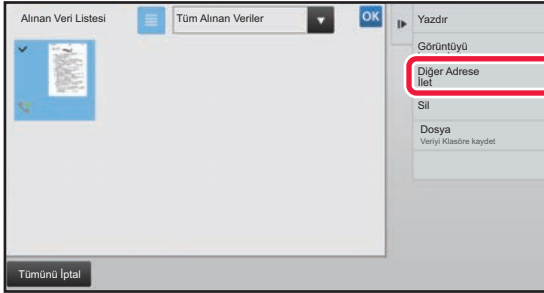 Alınan Veri Listesi
Tüm Alınan Veriler
OK
Yazdır
Görüntüyü
Diğer Adrese
İlet
Sil
Dosya
Veriyi Klasöre kaydet
Tümünü İptal